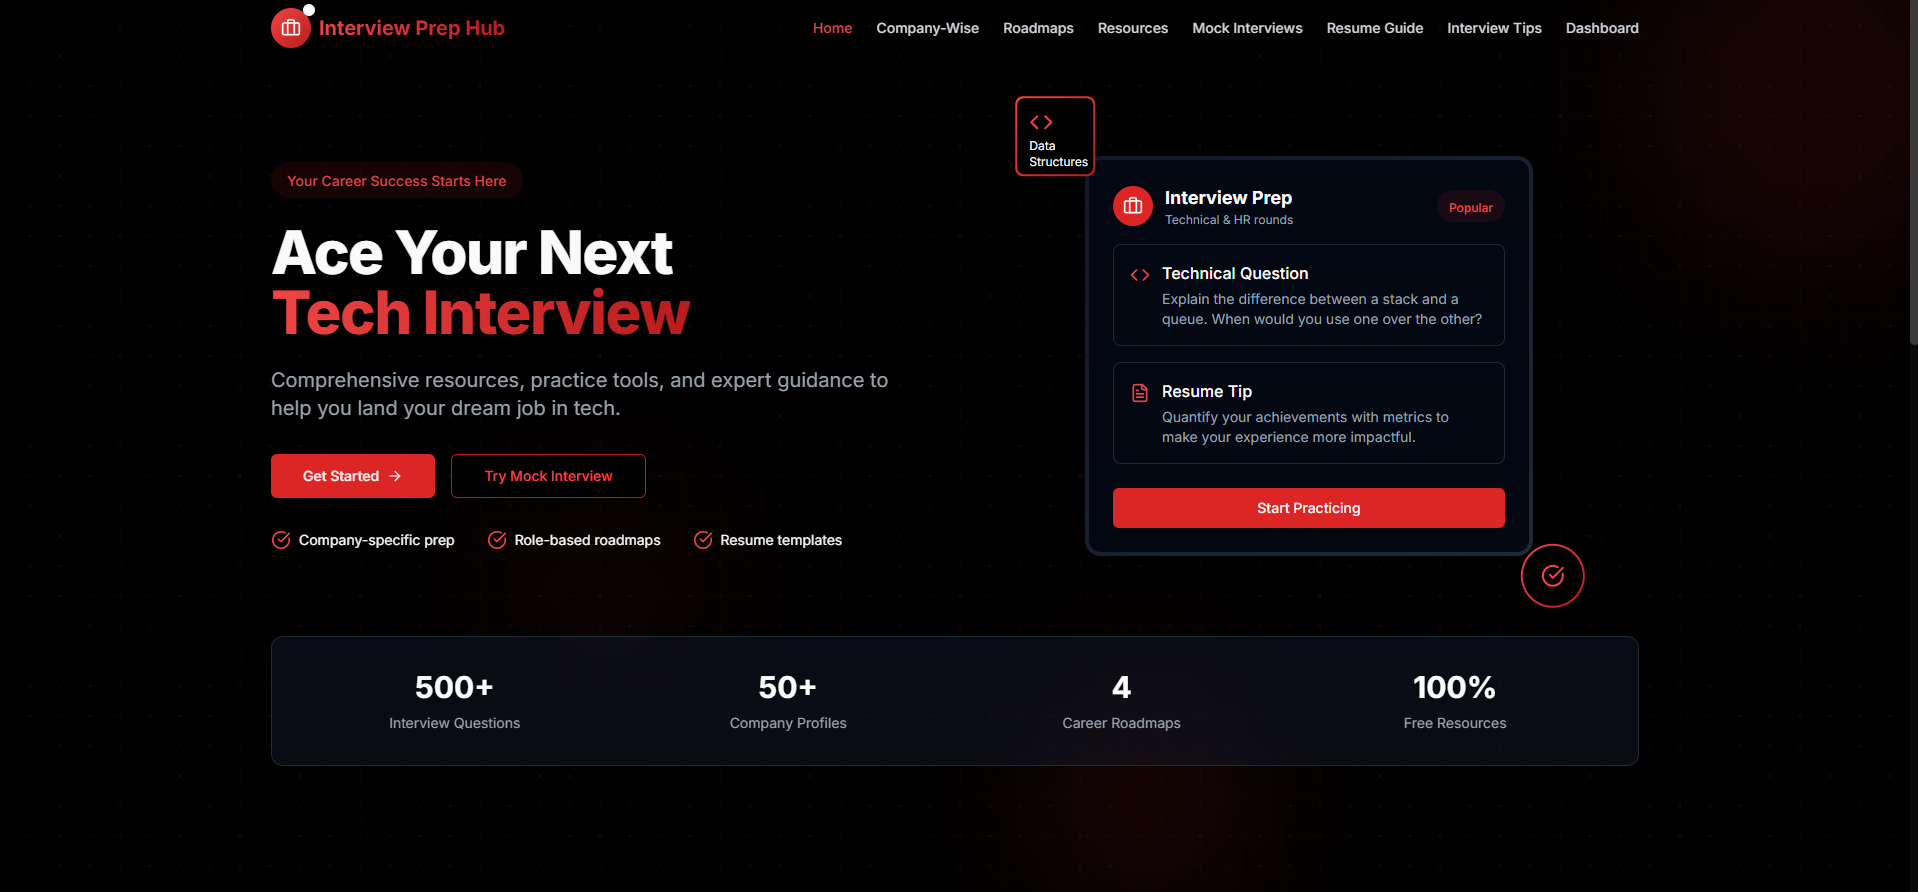 Interview Prep Hub
Home
Company-Wise
Roadmaps
Resources
Mock Interviews
Resume Guide
Interview Tips
Dashboard
Your Career Success Starts Here
Ace Your Next
Tech Interview
Comprehensive resources, practice tools, and expert guidance to
help you land your dream job in tech.
Get Started
Try Mock Interview
Company-specific prep
Role-based roadmaps
Resume templates
Data
Structures
Interview Prep
Technical & HR rounds
Popular
Technical Question
Explain the difference between a stack and a
queue. When would you use one over the other?
Resume Tip
Quantify your achievements with metrics to
make your experience more impactful.
Start Practicing
500+
Interview Questions
50+
Company Profiles
4
Career Roadmaps
100%
Free Resources